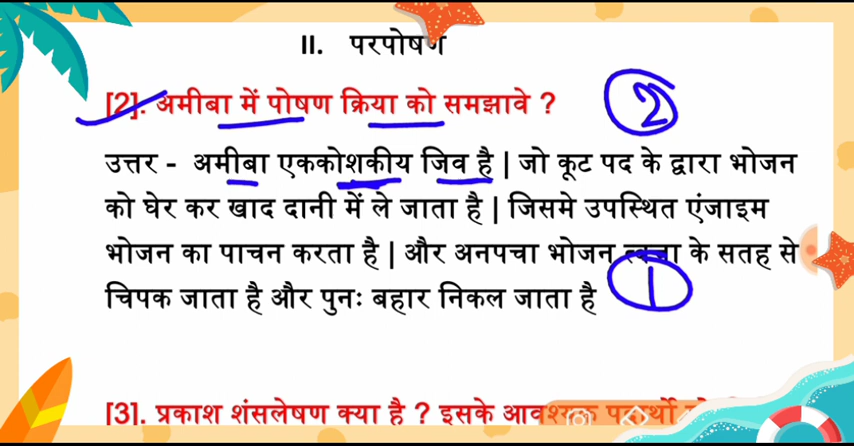 II. परपोषण
[2]. अमीबा में पोषण क्रिया को समझावे ?
2
उत्तर - अमीबा एककोशकीय जिव है | जो कूट पद के द्वारा भोजन
को घेर कर खाद दानी में ले जाता है | जिसमे उपस्थित एंजाइम
भोजन का पाचन करता है | और अनपचा भोजन के सतह से
चिपक जाता है और पुनः बहार निकल जाता है
1
[3]. प्रकाश शंसलेषण क्या है ? इसके आवश्यक पदार्थो